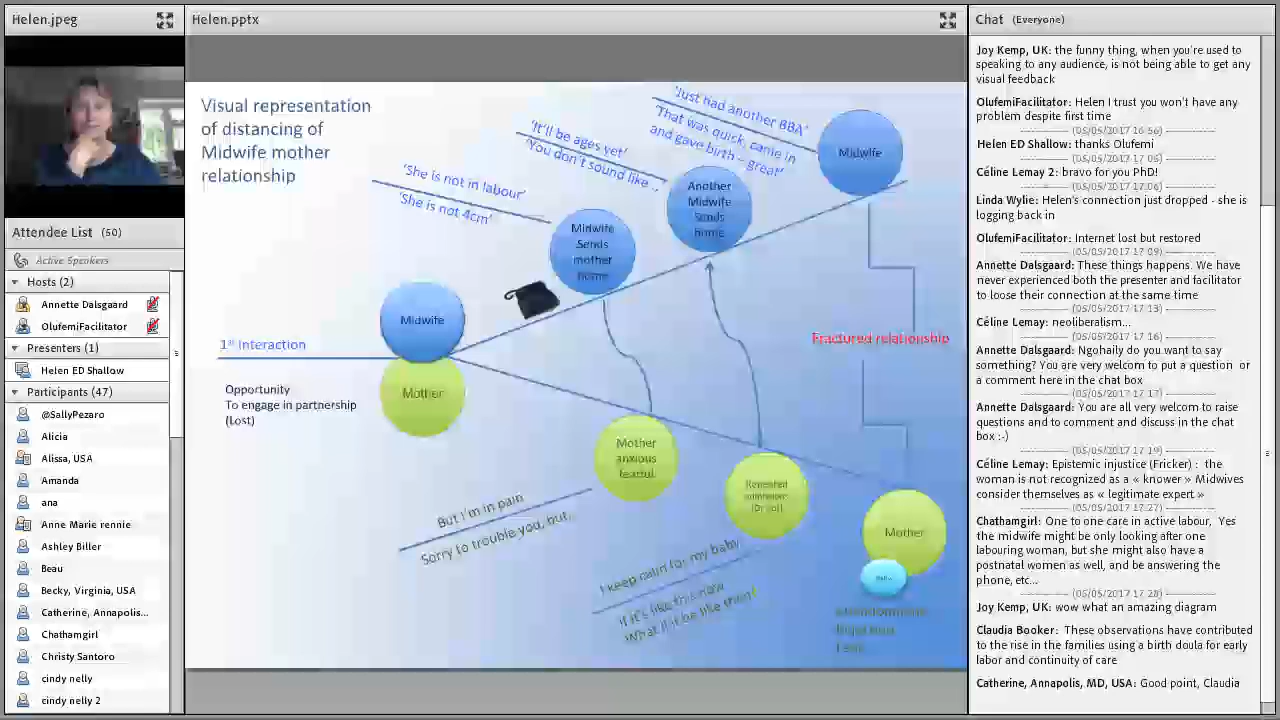 Helen.jpeg
Attendee List (50)
Active Speakers
Hosts (2)
Annette Dalsgaard
OlufemiFacilitator
Presenters (1)
Helen ED Shallow
Participants (47)
@SallyPezaro
Alicia
Alissa, USA
Amanda
ana
Anne Marie rennie
Ashley Biller
Beau
Becky, Virginia, USA
Catherine, Annapolis...
Chathamgirl
Christy Santoro
cindy nelly
cindy nelly 2
Helen.pptx
Visual representation
of distancing of
Midwife mother
relationship
1st Interaction
Opportunity
To engage in partnership
(Lost)
Midwife
Mother
'She is not in labour'
'She is not 4cm'
Midwife
Sends
mother
home
'It'll be ages yet'
'You don't sound like ..
Another
Midwife
Sends
home
'Just had another BBA'
'That was quick, came in
and gave birth – great!'
Midwife
Fractured relationship
Mother
anxious
fearful
But I'm in pain
Sorry to trouble you, but..
Repeated
I keep calm for my baby
If it's like this now
What'll it be like then?
Mother
Chat (Everyone)
Joy Kemp, UK: the funny thing, when you're used to
speaking to any audience, is not being able to get any
visual feedback
OlufemiFacilitator: Helen I trust you won't have any
problem despite first time
(05/05/2017 16:56)
Helen ED Shallow: thanks Olufemi
(05/05/2017 17:05)
Céline Lemay 2: bravo for you PhD!
(05/05/2017 17:06)
Linda Wylie: Helen's connection just dropped - she is
logging back in
OlufemiFacilitator: Internet lost but restored
(05/05/2017 17:09)
Annette Dalsgaard: These things happens. We have
never experienced both the presenter and facilitator
to loose their connection at the same time
(05/05/2017 17:13)
Céline Lemay: neoliberalism...
(05/05/2017 17:16)
Annette Dalsgaard: Ngohaily do you want to say
something? You are very welcom to put a question or
a comment here in the chat box
(05/05/2017 17:17)
Annette Dalsgaard: You are all very welcom to raise
questions and to comment and discuss in the chat
box :-)
(05/05/2017 17:19)
Céline Lemay: Epistemic injustice (Fricker) : the
woman is not recognized as a « knower » Midwives
consider themselves as « legitimate expert »
(05/05/2017 17:27)
Chathamgirl: One to one care in active labour. Yes
the midwife might be only looking after one
labouring woman, but she might also have a
postnatal women as well, and be answering the
phone, etc...
(05/05/2017 17:28)
Joy Kemp, UK: wow what an amazing diagram
Claudia Booker: These observations have contributed
to the rise in the families using a birth doula for early
labor and continuity of care
Catherine, Annapolis, MD, USA: Good point, Claudia